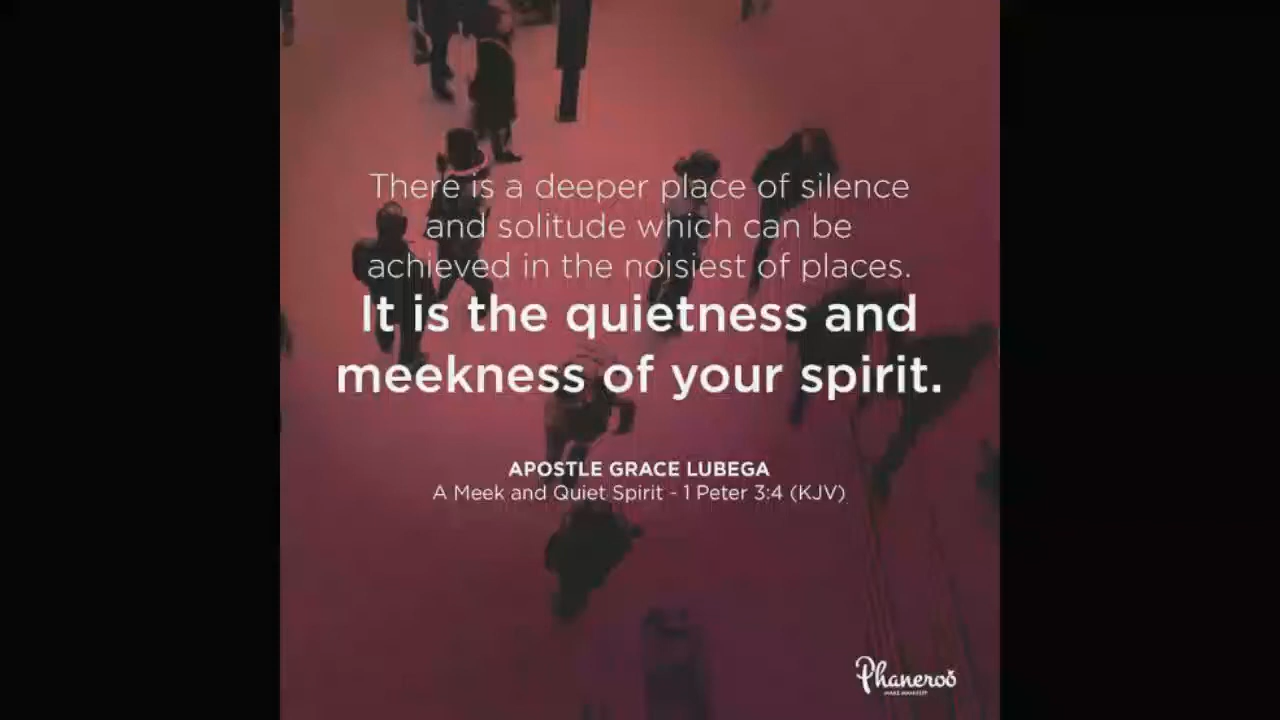 There is a deeper place of silence
and solitude which can be
achieved in the noisiest of places.
It is the quietness and
meekness of your spirit.
APOSTLE GRACE LUBEGA
A Meek and Quiet Spirit - 1 Peter 3:4 (KJV)
Phaneroo
MAKE MANIFEST